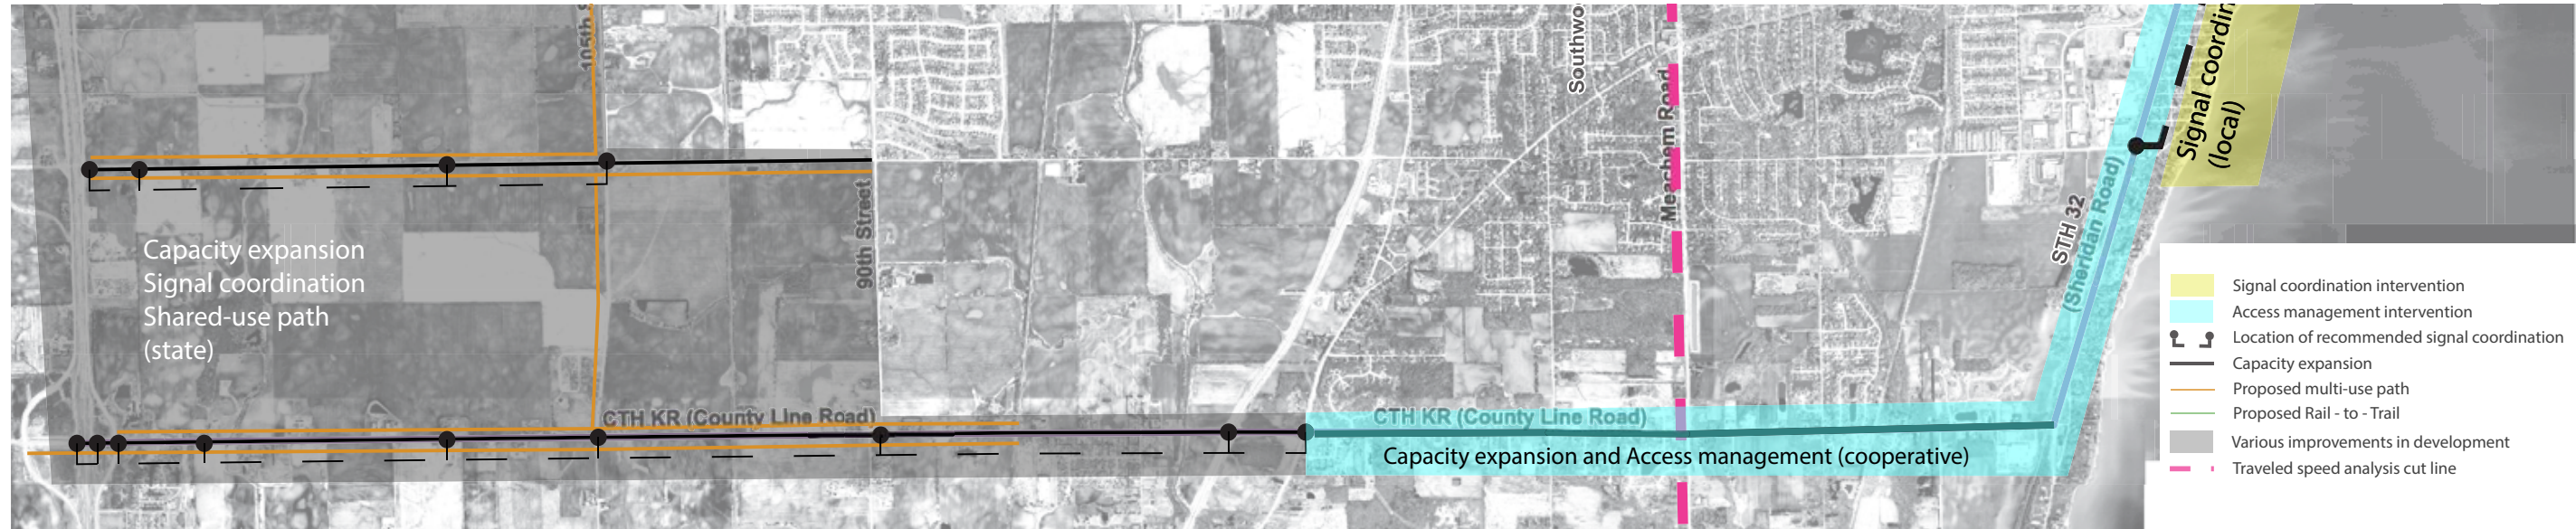 105th S
Southwo
Meachem Road
90th Street
Signal coordin
(local)
STH 32
(Sheridan Road)
Capacity expansion
Signal coordination
Shared-use path
(state)
CTH KR (County Line Road)
CTH KR (County Line Road)
Capacity expansion and Access management (cooperative)
Signal coordination intervention
Access management intervention
Location of recommended signal coordination
Capacity expansion
Proposed multi-use path
Proposed Rail - to - Trail
Various improvements in development
Traveled speed analysis cut line